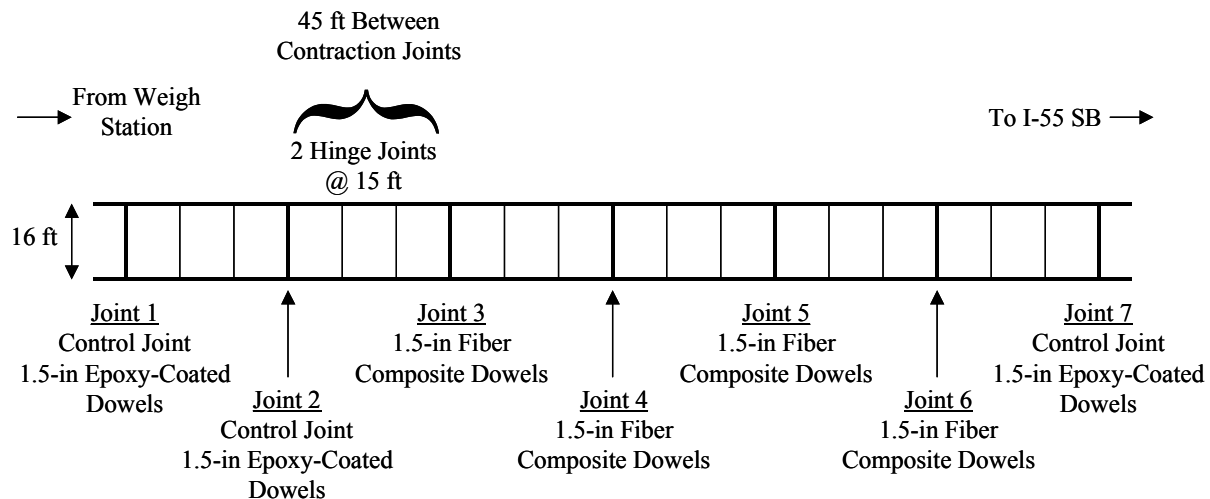 45 ft Between
Contraction Joints
From Weigh
Station
To I-55 SB
2 Hinge Joints
@ 15 ft
16 ft
Joint 1
Control Joint
1.5-in Epoxy-Coated
Dowels
Joint 2
Control Joint
1.5-in Epoxy-Coated
Dowels
Joint 3
1.5-in Fiber
Composite Dowels
Joint 4
1.5-in Fiber
Composite Dowels
Joint 5
1.5-in Fiber
Composite Dowels
Joint 6
1.5-in Fiber
Composite Dowels
Joint 7
Control Joint
1.5-in Epoxy-Coated
Dowels